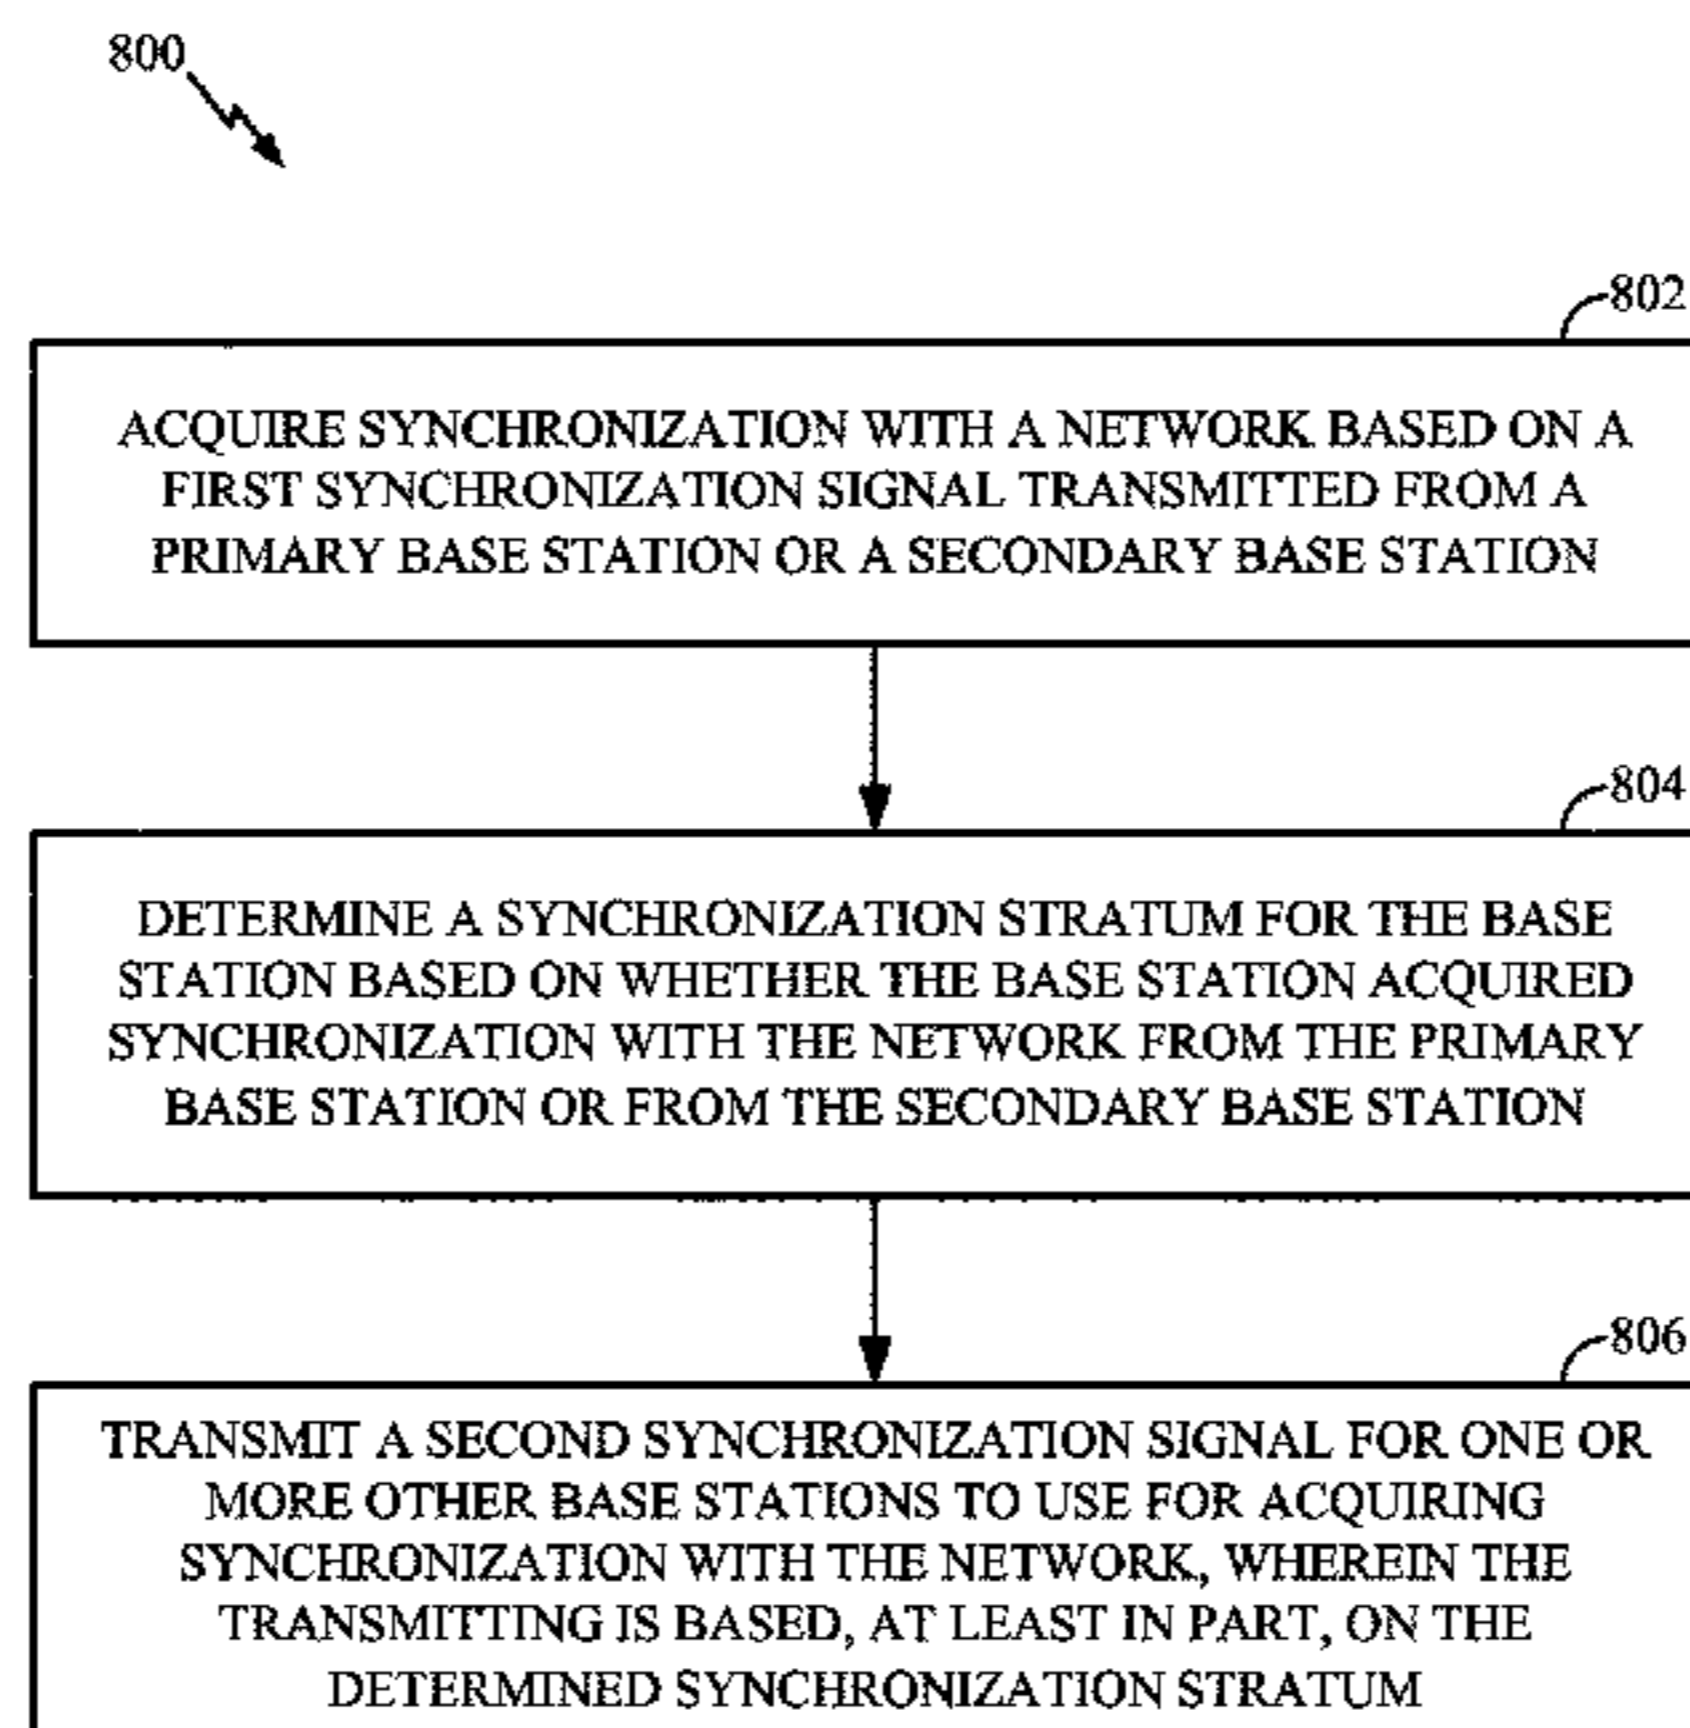 800
802
ACQUIRE SYNCHRONIZATION WITH A NETWORK BASED ON A
FIRST SYNCHRONIZATION SIGNAL TRANSMITTED FROM A
PRIMARY BASE STATION OR A SECONDARY BASE STATION
804
DETERMINE A SYNCHRONIZATION STRATUM FOR THE BASE
STATION BASED ON WHETHER THE BASE STATION ACQUIRED
SYNCHRONIZATION WITH THE NETWORK FROM THE PRIMARY
BASE STATION OR FROM THE SECONDARY BASE STATION
806
TRANSMIT A SECOND SYNCHRONIZATION SIGNAL FOR ONE OR
MORE OTHER BASE STATIONS TO USE FOR ACQUIRING
SYNCHRONIZATION WITH THE NETWORK, WHEREIN THE
TRANSMITTING IS BASED, AT LEAST IN PART, ON THE
DETERMINED SYNCHRONIZATION STRATUM